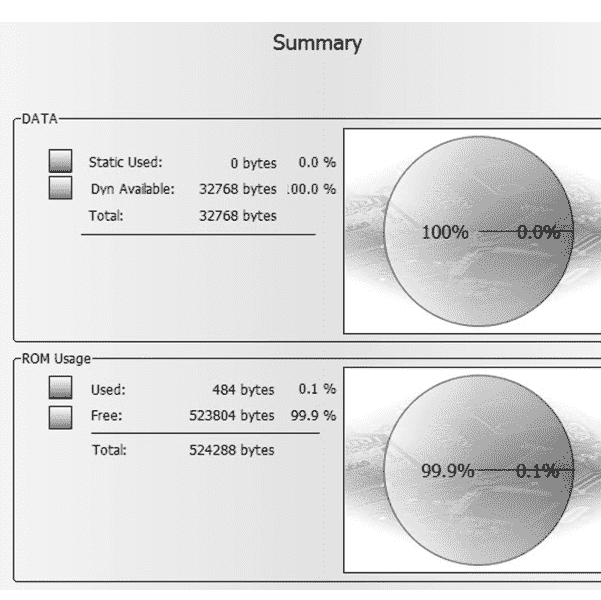 Summary
DATA
Static Used: 0 bytes 0.0 %
Dyn Available: 32768 bytes 100.0 %
Total: 32768 bytes
100% 0.0%
ROM Usage
Used: 484 bytes 0.1 %
Free: 523804 bytes 99.9 %
Total: 524288 bytes
99.9% 0.1%